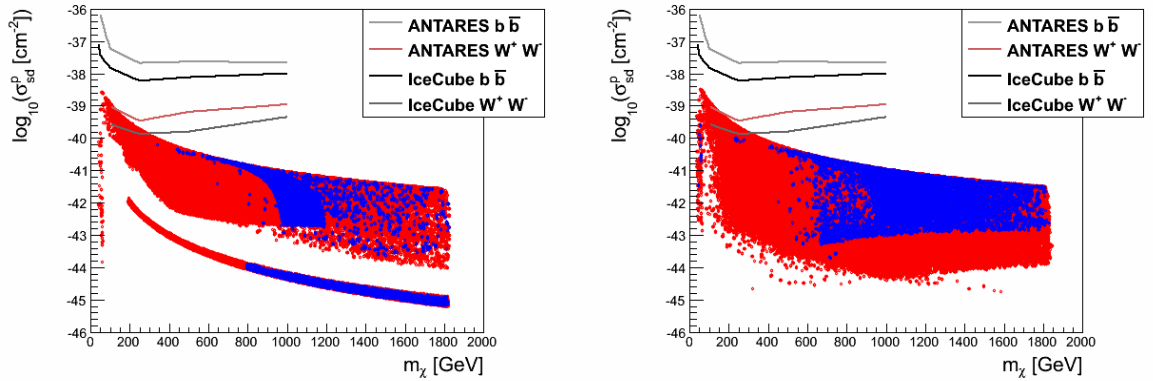 log₁₀(σᵖsd [cm⁻²])
-36
-37
-38
-39
-40
-41
-42
-43
-44
-45
-46
0 200 400 600 800 1000 1200 1400 1600 1800 2000
mχ [GeV]
ANTARES b b̅
ANTARES W⁺ W⁻
IceCube b b̅
IceCube W⁺ W⁻
log₁₀(σᵖsd [cm⁻²])
-36
-37
-38
-39
-40
-41
-42
-43
-44
-45
-46
0 200 400 600 800 1000 1200 1400 1600 1800 2000
mχ [GeV]
ANTARES b b̅
ANTARES W⁺ W⁻
IceCube b b̅
IceCube W⁺ W⁻